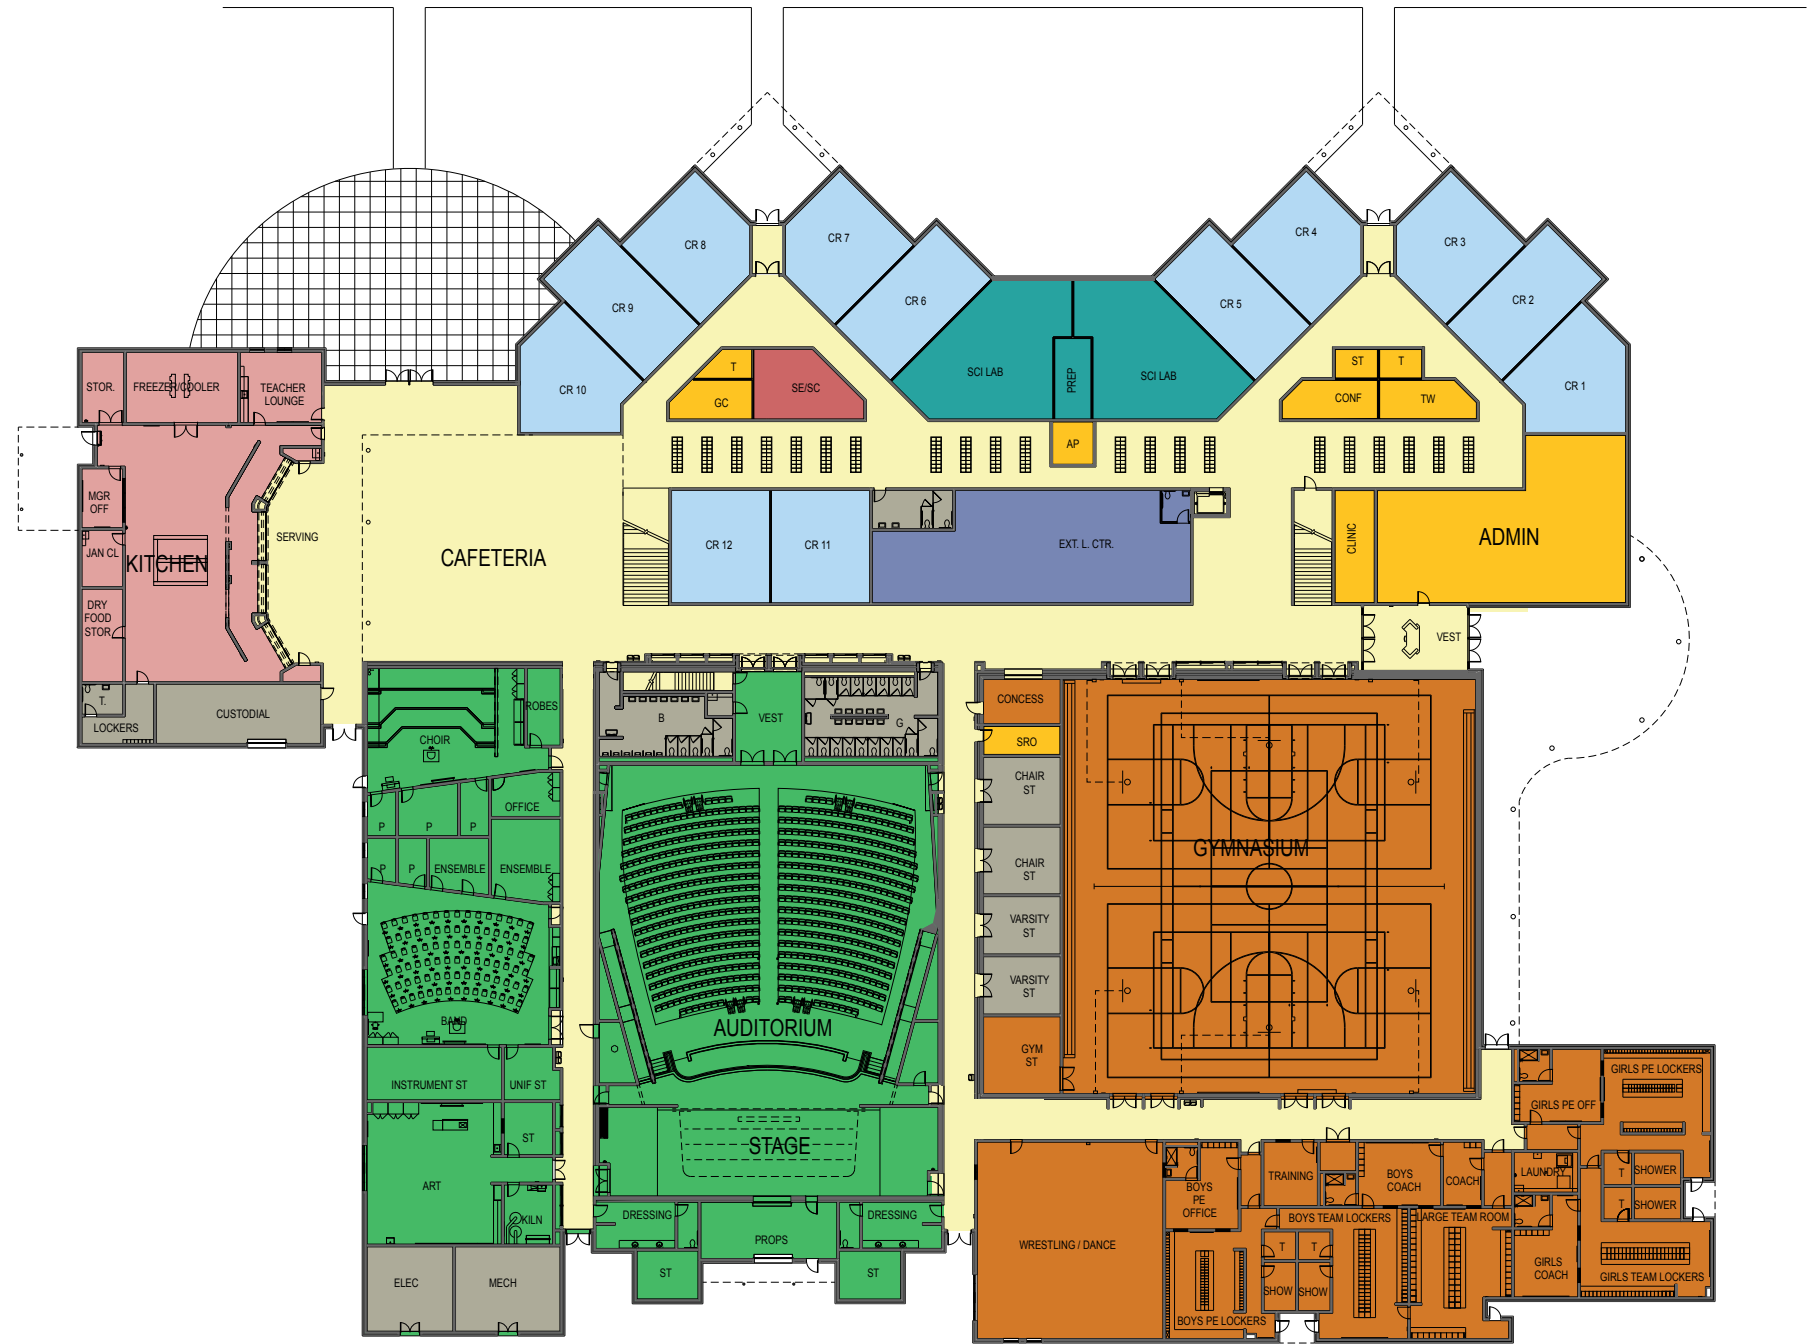 CR 8
CR 7
CR 4
CR 3
CR 9
CR 6
CR 5
CR 2
CR 10
T
GC
SE/SC
SCI LAB
PREP
SCI LAB
AP
ST
T
CONF
TW
CR 1
STOR.
FREEZER/COOLER
TEACHER
LOUNGE
MGR
OFF
JAN CL
KITCHEN
DRY
FOOD
STOR
SERVING
CAFETERIA
CR 12
CR 11
EXT. L. CTR.
CLINIC
ADMIN
VEST
T.
LOCKERS
CUSTODIAL
CHOIR
ROBES
OFFICE
P
P
P
P
P
ENSEMBLE
ENSEMBLE
BAND
INSTRUMENT ST
UNIF ST
ST
ART
KILN
ELEC
MECH
B
VEST
G
AUDITORIUM
STAGE
DRESSING
PROPS
DRESSING
ST
ST
CONCESS
SRO
CHAIR
ST
CHAIR
ST
VARSITY
ST
VARSITY
ST
GYM
ST
GYMNASIUM
GIRLS PE LOCKERS
GIRLS PE OFF
WRESTLING / DANCE
BOYS
PE
OFFICE
TRAINING
BOYS
COACH
COACH
LAUNDRY
T
SHOWER
T
SHOWER
BOYS TEAM LOCKERS
LARGE TEAM ROOM
T
T
SHOW
SHOW
BOYS PE LOCKERS
GIRLS
COACH
GIRLS TEAM LOCKERS